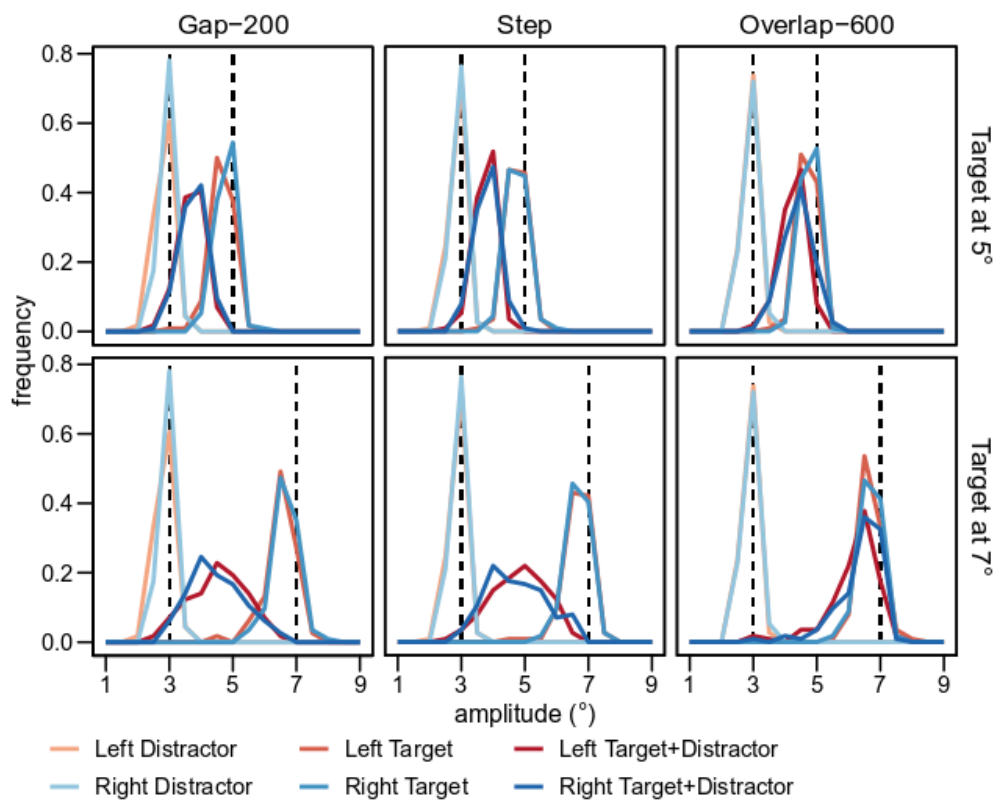 Gap−200 Step Overlap−600
0.8
0.6
0.4
0.2
0.0
Target at 5°
frequency
0.8
0.6
0.4
0.2
0.0
Target at 7°
1 3 5 7 9 1 3 5 7 9 1 3 5 7 9
amplitude (°)
Left Distractor Left Target Left Target+Distractor
Right Distractor Right Target Right Target+Distractor